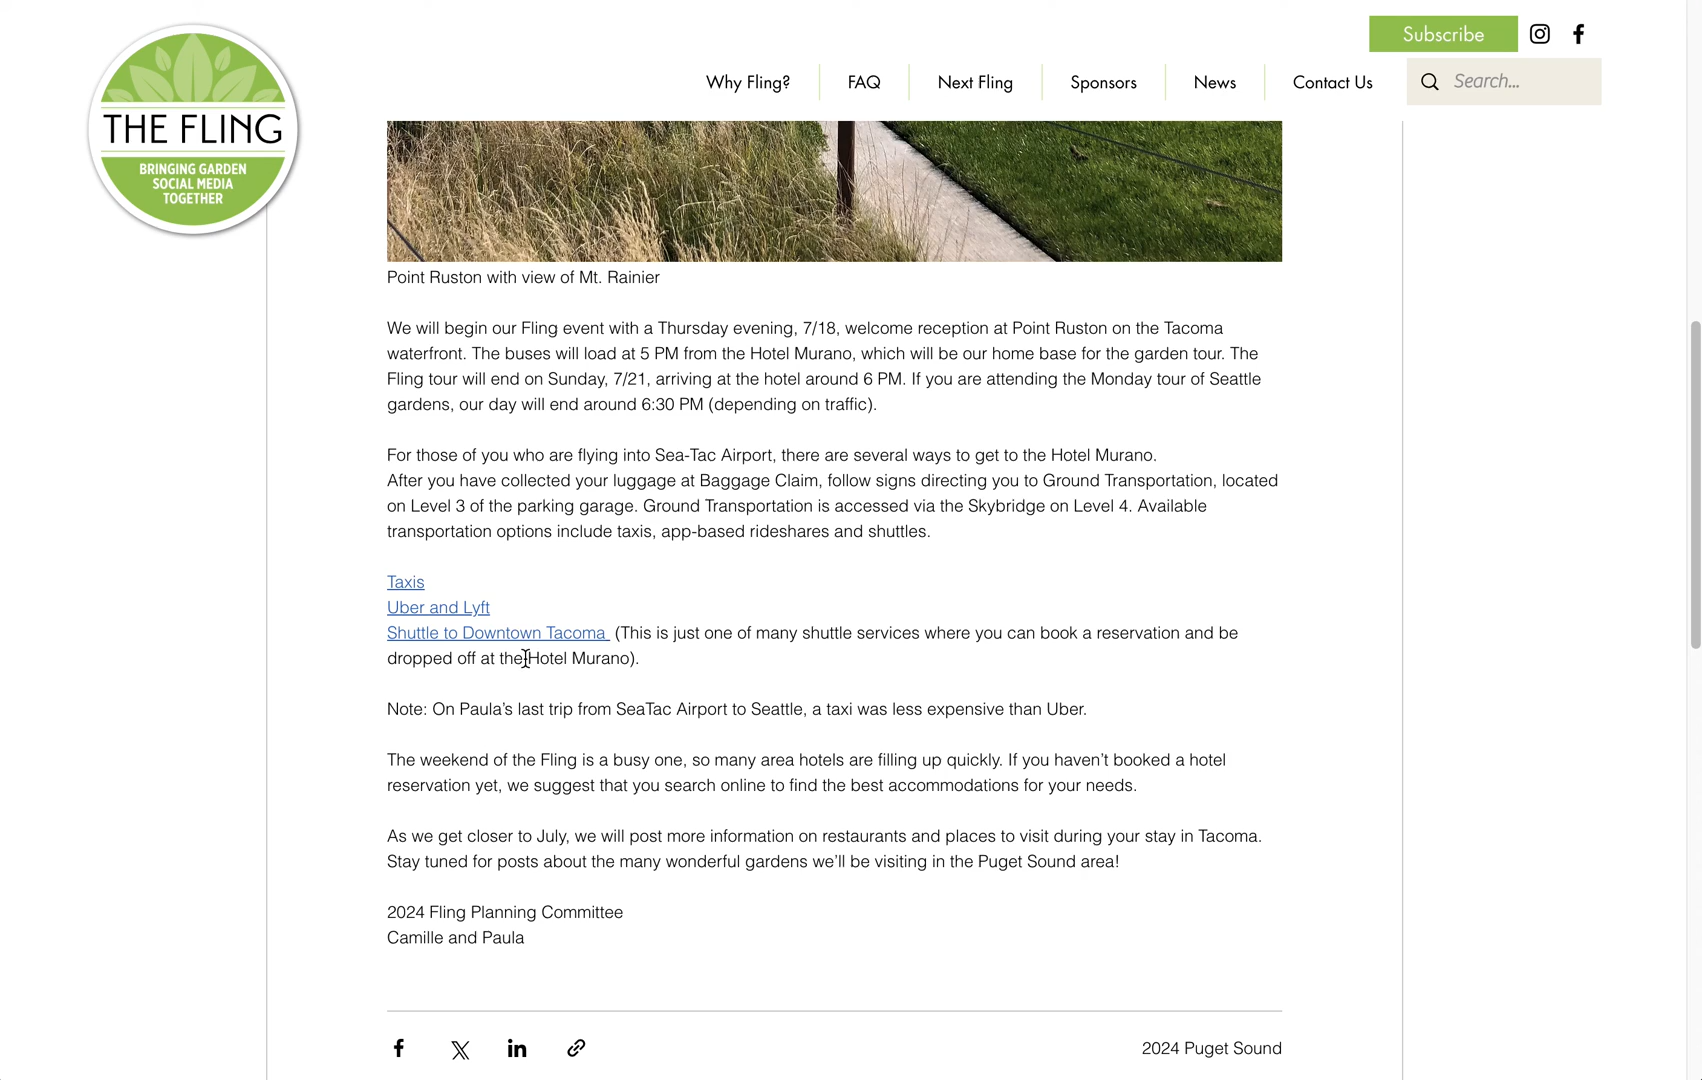 Subscribe
THE FLING
BRINGING GARDEN
SOCIAL MEDIA
TOGETHER
Why Fling?
FAQ
Next Fling
Sponsors
News
Contact Us
Search...
Point Ruston with view of Mt. Rainier
We will begin our Fling event with a Thursday evening, 7/18, welcome reception at Point Ruston on the Tacoma
waterfront. The buses will load at 5 PM from the Hotel Murano, which will be our home base for the garden tour. The
Fling tour will end on Sunday, 7/21, arriving at the hotel around 6 PM. If you are attending the Monday tour of Seattle
gardens, our day will end around 6:30 PM (depending on traffic).
For those of you who are flying into Sea-Tac Airport, there are several ways to get to the Hotel Murano.
After you have collected your luggage at Baggage Claim, follow signs directing you to Ground Transportation, located
on Level 3 of the parking garage. Ground Transportation is accessed via the Skybridge on Level 4. Available
transportation options include taxis, app-based rideshares and shuttles.
Taxis
Uber and Lyft
Shuttle to Downtown Tacoma  (This is just one of many shuttle services where you can book a reservation and be
dropped off at the Hotel Murano).
Note: On Paula’s last trip from SeaTac Airport to Seattle, a taxi was less expensive than Uber.
The weekend of the Fling is a busy one, so many area hotels are filling up quickly. If you haven’t booked a hotel
reservation yet, we suggest that you search online to find the best accommodations for your needs.
As we get closer to July, we will post more information on restaurants and places to visit during your stay in Tacoma.
Stay tuned for posts about the many wonderful gardens we’ll be visiting in the Puget Sound area!
2024 Fling Planning Committee
Camille and Paula
2024 Puget Sound